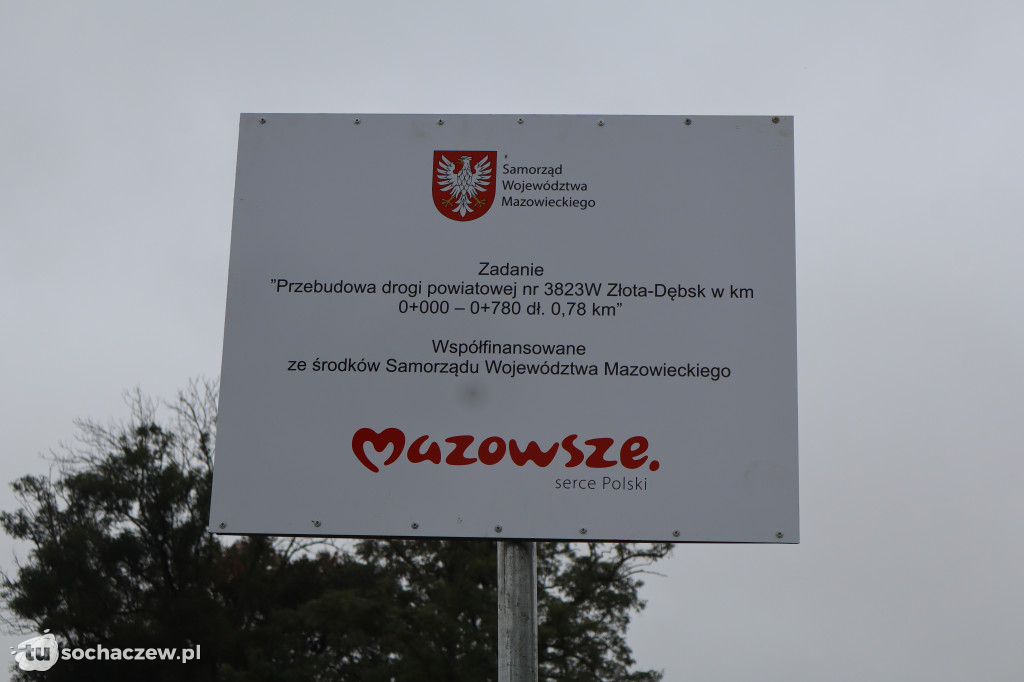 Samorząd
Województwa
Mazowieckiego
Zadanie
”Przebudowa drogi powiatowej nr 3823W Złota-Dębsk w km
0+000 – 0+780 dł. 0,78 km”
Współfinansowane
ze środków Samorządu Województwa Mazowieckiego
Mazowsze.
serce Polski
tu sochaczew.pl